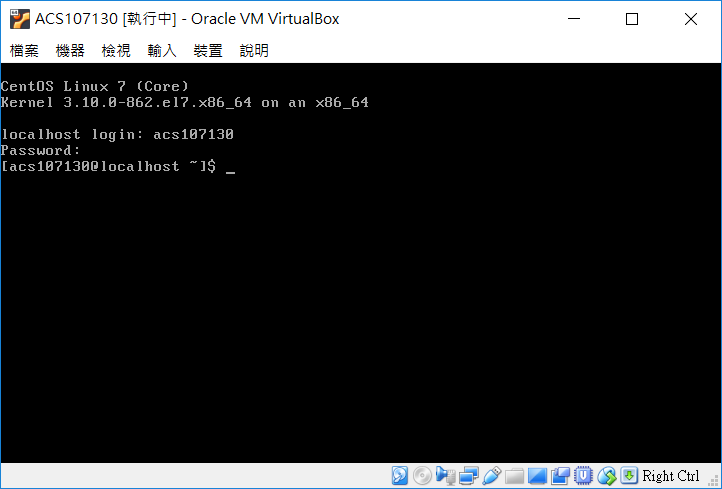 ACS107130 [執行中] - Oracle VM VirtualBox
檔案 機器 檢視 輸入 裝置 說明
CentOS Linux 7 (Core)
Kernel 3.10.0-862.el7.x86_64 on an x86_64
localhost login: acs107130
Password:
[acs107130@localhost ~]$ _
Right Ctrl